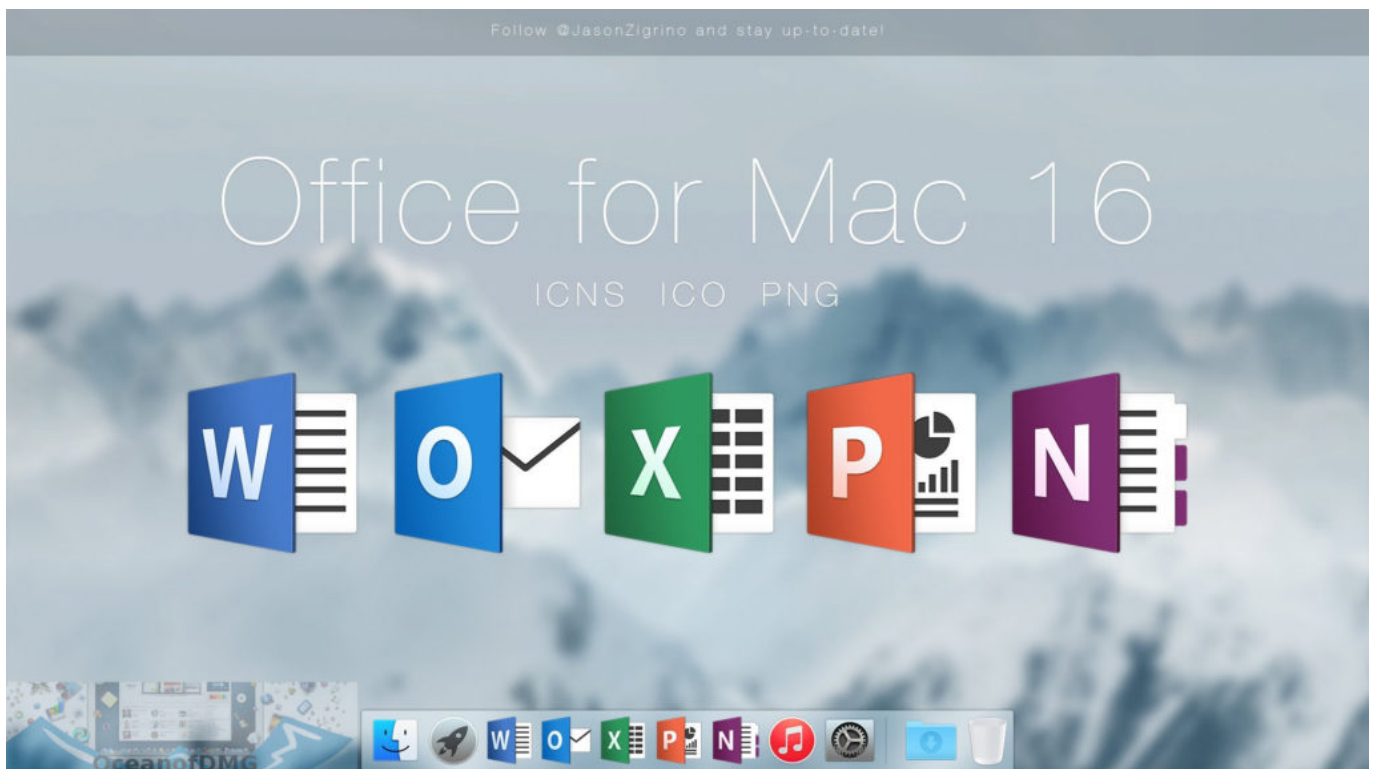 Follow @JasonZigrino and stay up-to-date!
Office for Mac 16
ICNS ICO PNG
W O X P N
W O X P N
OceanofDMG